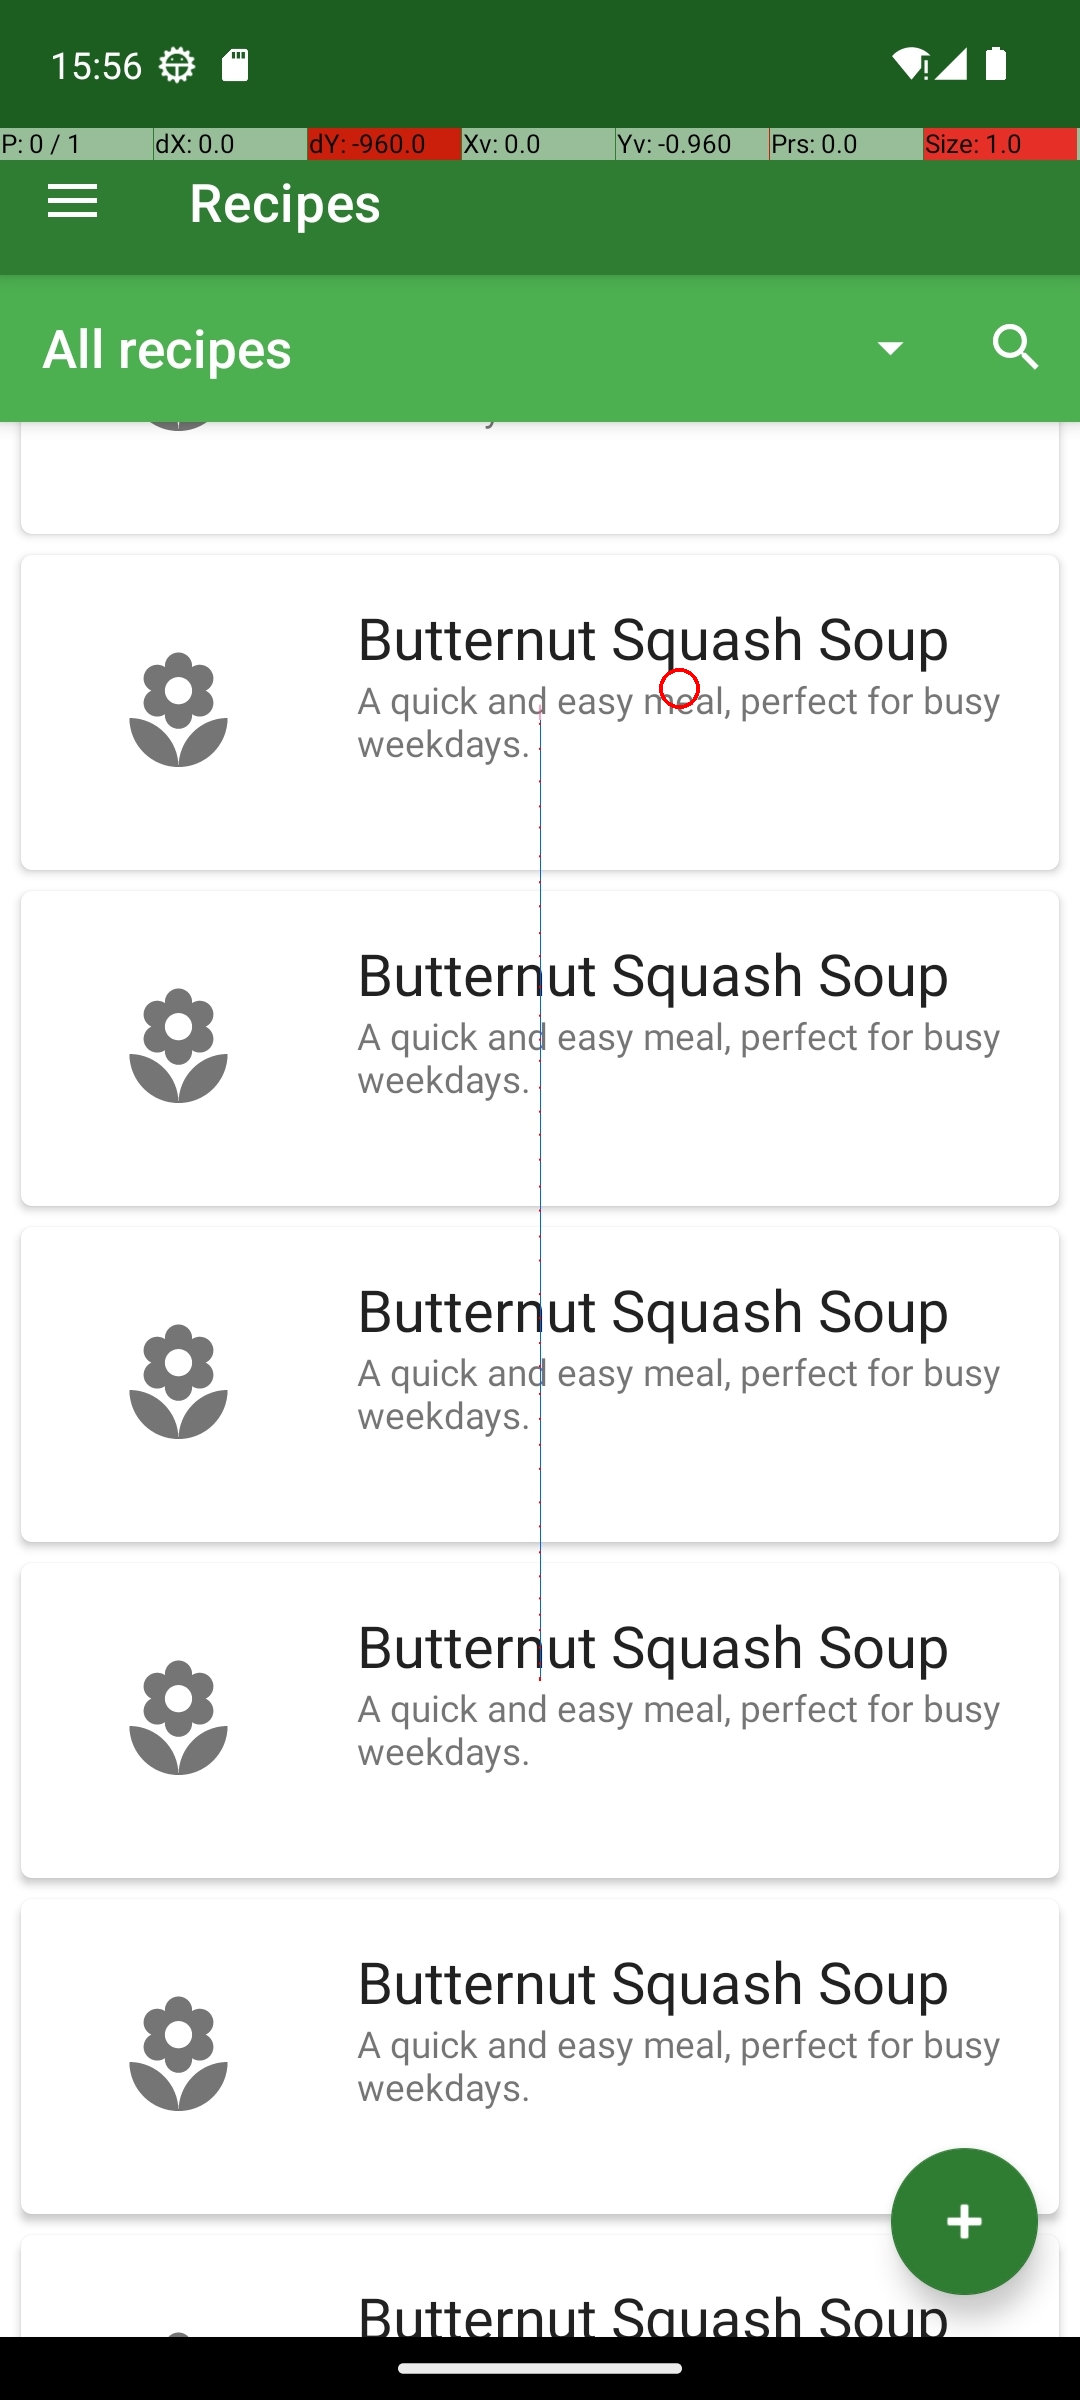 15:56
P: 0 / 1 dX: 0.0 dY: -960.0 Xv: 0.0 Yv: -0.960 Prs: 0.0 Size: 1.0
Recipes
All recipes
Butternut Squash Soup
A quick and easy meal, perfect for busy
weekdays.
Butternut Squash Soup
A quick and easy meal, perfect for busy
weekdays.
Butternut Squash Soup
A quick and easy meal, perfect for busy
weekdays.
Butternut Squash Soup
A quick and easy meal, perfect for busy
weekdays.
Butternut Squash Soup
A quick and easy meal, perfect for busy
weekdays.
Butternut Squash Soup